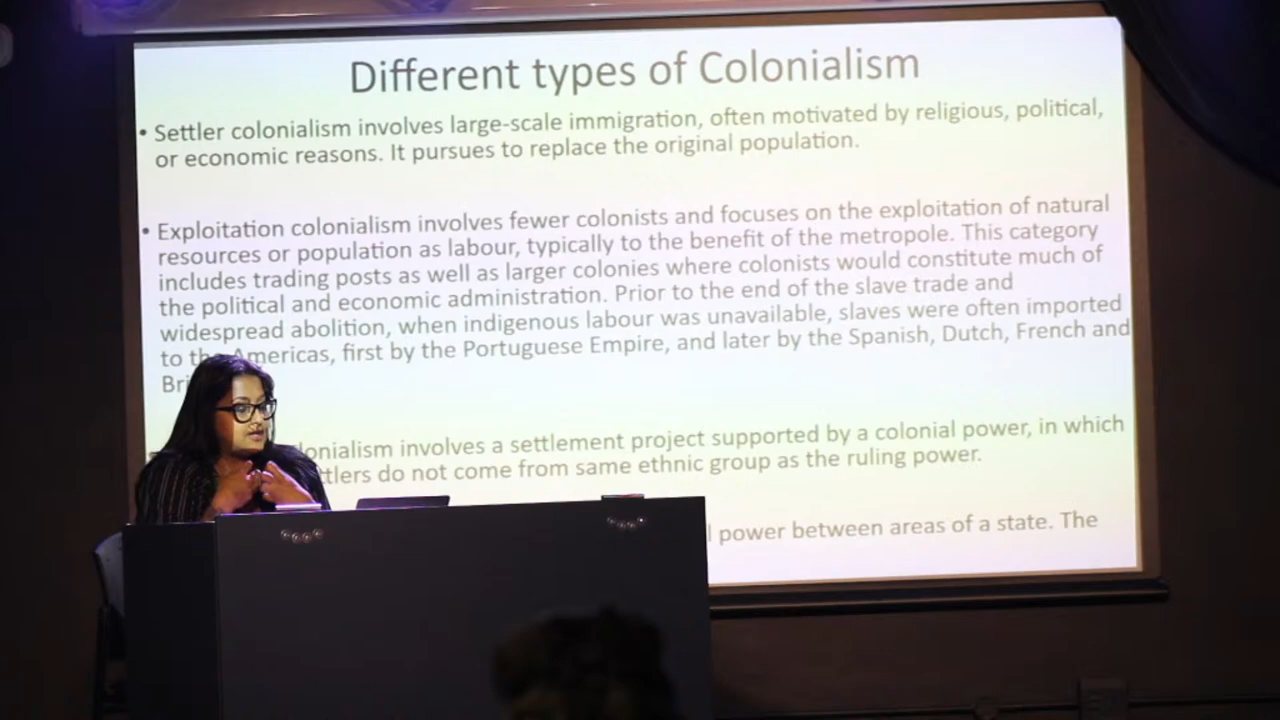 Different types of Colonialism
• Settler colonialism involves large-scale immigration, often motivated by religious, political,
or economic reasons. It pursues to replace the original population.
• Exploitation colonialism involves fewer colonists and focuses on the exploitation of natural
resources or population as labour, typically to the benefit of the metropole. This category
includes trading posts as well as larger colonies where colonists would constitute much of
the political and economic administration. Prior to the end of the slave trade and
widespread abolition, when indigenous labour was unavailable, slaves were often imported
to the Americas, first by the Portuguese Empire, and later by the Spanish, Dutch, French and
involves a settlement project supported by a colonial power, in which
do not come from same ethnic group as the ruling power.
power between areas of a state. The